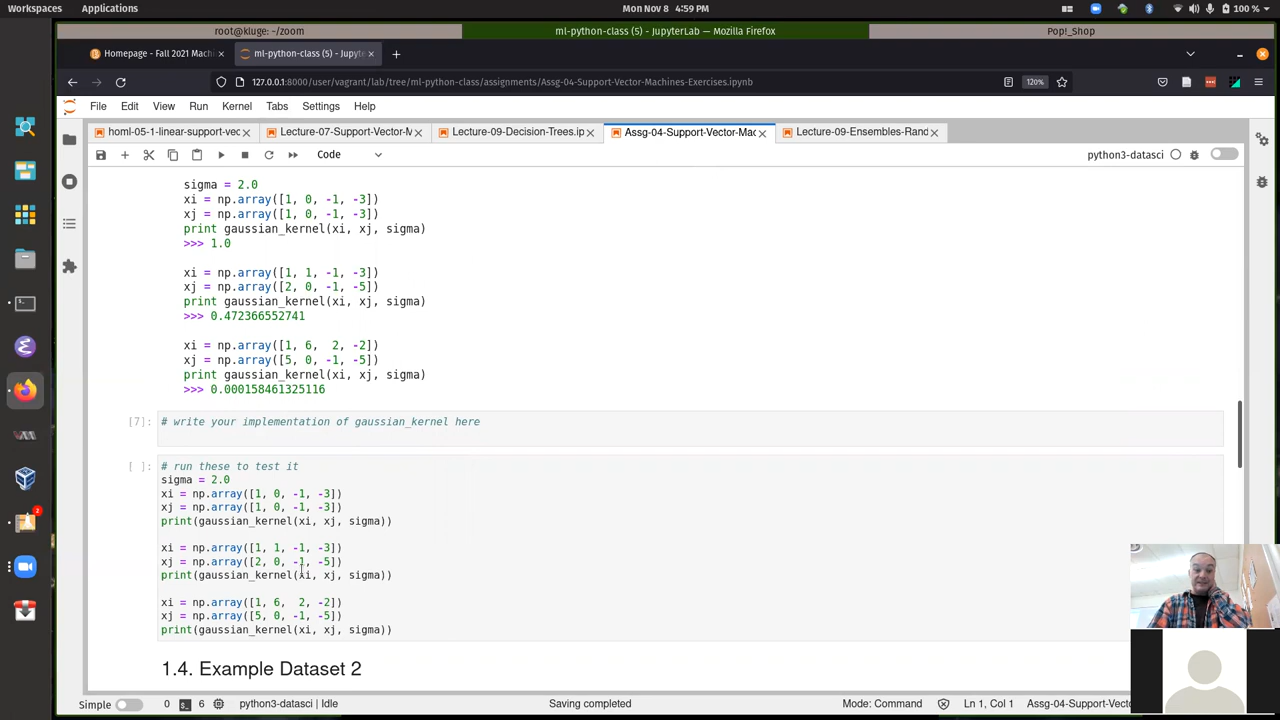 Workspaces Applications Mon Nov 8 4:59 PM 100 %
root@kluge: ~/zoom ml-python-class (5) — JupyterLab — Mozilla Firefox Pop!_Shop
Homepage - Fall 2021 Machi ml-python-class (5) - Jupyte
127.0.0.1:8000/user/vagrant/lab/tree/ml-python-class/assignments/Assg-04-Support-Vector-Machines-Exercises.ipynb 120%
File Edit View Run Kernel Tabs Settings Help
homl-05-1-linear-support-vec Lecture-07-Support-Vector-M Lecture-09-Decision-Trees.ip Assg-04-Support-Vector-Mac Lecture-09-Ensembles-Rand
Code python3-datasci
sigma = 2.0
xi = np.array([1, 0, -1, -3])
xj = np.array([1, 0, -1, -3])
print gaussian_kernel(xi, xj, sigma)
>>> 1.0
xi = np.array([1, 1, -1, -3])
xj = np.array([2, 0, -1, -5])
print gaussian_kernel(xi, xj, sigma)
>>> 0.472366552741
xi = np.array([1, 6,  2, -2])
xj = np.array([5, 0, -1, -5])
print gaussian_kernel(xi, xj, sigma)
>>> 0.000158461325116
[7]: # write your implementation of gaussian_kernel here
[ ]: # run these to test it
sigma = 2.0
xi = np.array([1, 0, -1, -3])
xj = np.array([1, 0, -1, -3])
print(gaussian_kernel(xi, xj, sigma))
xi = np.array([1, 1, -1, -3])
xj = np.array([2, 0, -1, -5])
print(gaussian_kernel(xi, xj, sigma))
xi = np.array([1, 6,  2, -2])
xj = np.array([5, 0, -1, -5])
print(gaussian_kernel(xi, xj, sigma))
1.4. Example Dataset 2
Simple 0 6 python3-datasci | Idle Saving completed Mode: Command Ln 1, Col 1 Assg-04-Support-Vecto